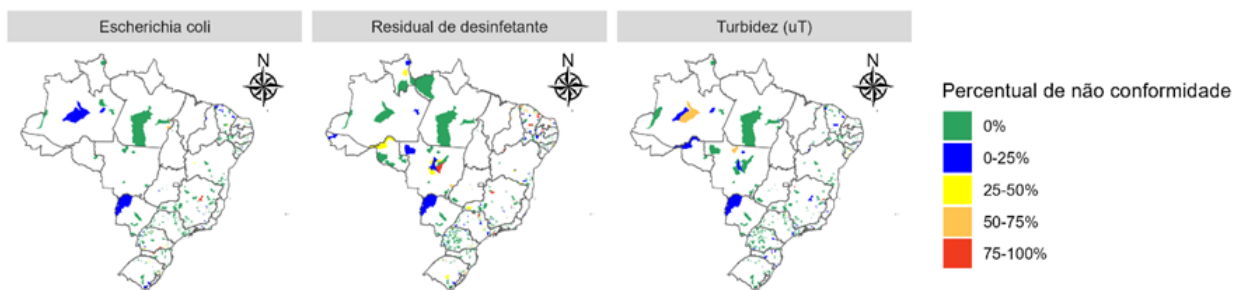 Escherichia coli
Residual de desinfetante
Turbidez (uT)
N
N
N
Percentual de não conformidade
0%
0-25%
25-50%
50-75%
75-100%